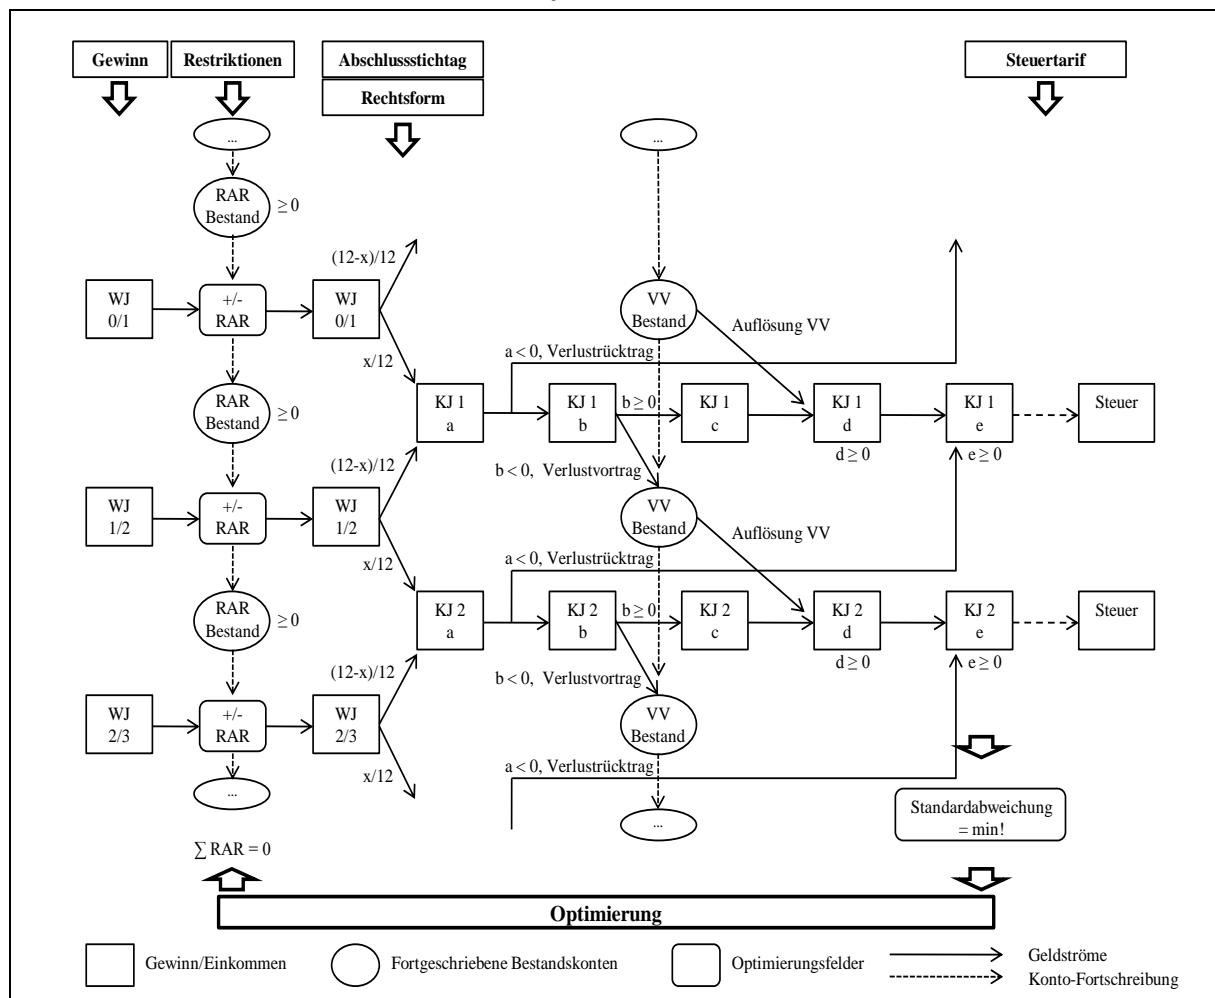 Gewinn Restriktionen Abschlussstichtag Steuertarif
Rechtsform
... ...
RAR
Bestand ≥ 0
(12-x)/12
WJ
0/1
+/-
RAR
WJ
0/1
VV
Bestand
Auflösung VV
x/12
a < 0, Verlustrücktrag
RAR
Bestand ≥ 0
KJ 1
a
KJ 1
b
b ≥ 0
KJ 1
c
KJ 1
d
KJ 1
e
Steuer
d ≥ 0 e ≥ 0
(12-x)/12
b < 0, Verlustvortrag
WJ
1/2
+/-
RAR
WJ
1/2
VV
Bestand
Auflösung VV
x/12
a < 0, Verlustrücktrag
RAR
Bestand ≥ 0
KJ 2
a
KJ 2
b
b ≥ 0
KJ 2
c
KJ 2
d
KJ 2
e
Steuer
d ≥ 0 e ≥ 0
(12-x)/12
b < 0, Verlustvortrag
WJ
2/3
+/-
RAR
WJ
2/3
VV
Bestand
x/12
a < 0, Verlustrücktrag
... ...
Standardabweichung
= min!
∑ RAR = 0
Optimierung
Gewinn/Einkommen Fortgeschriebene Bestandskonten Optimierungsfelder Geldströme
Konto-Fortschreibung